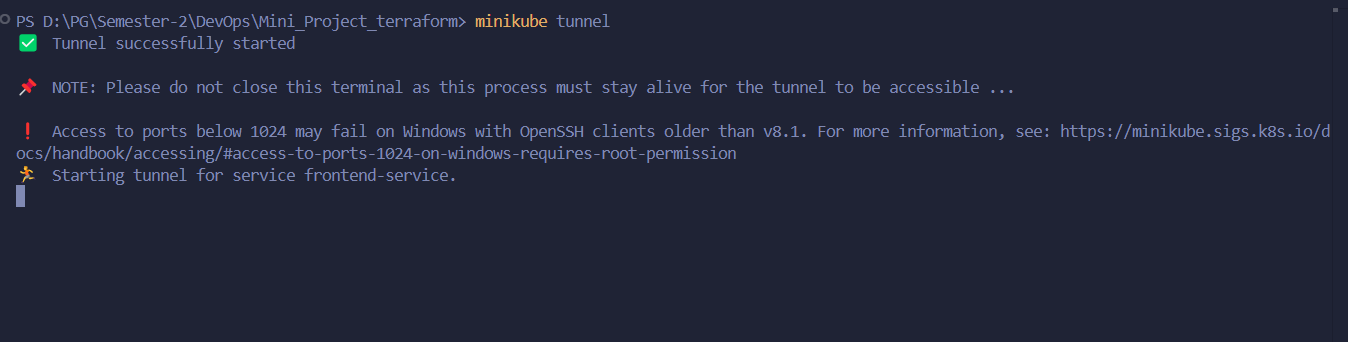 PS D:\PG\Semester-2\DevOps\Mini_Project_terraform> minikube tunnel
✅ Tunnel successfully started
📌 NOTE: Please do not close this terminal as this process must stay alive for the tunnel to be accessible ...
❗ Access to ports below 1024 may fail on Windows with OpenSSH clients older than v8.1. For more information, see: https://minikube.sigs.k8s.io/d
ocs/handbook/accessing/#access-to-ports-1024-on-windows-requires-root-permission
🏃 Starting tunnel for service frontend-service.